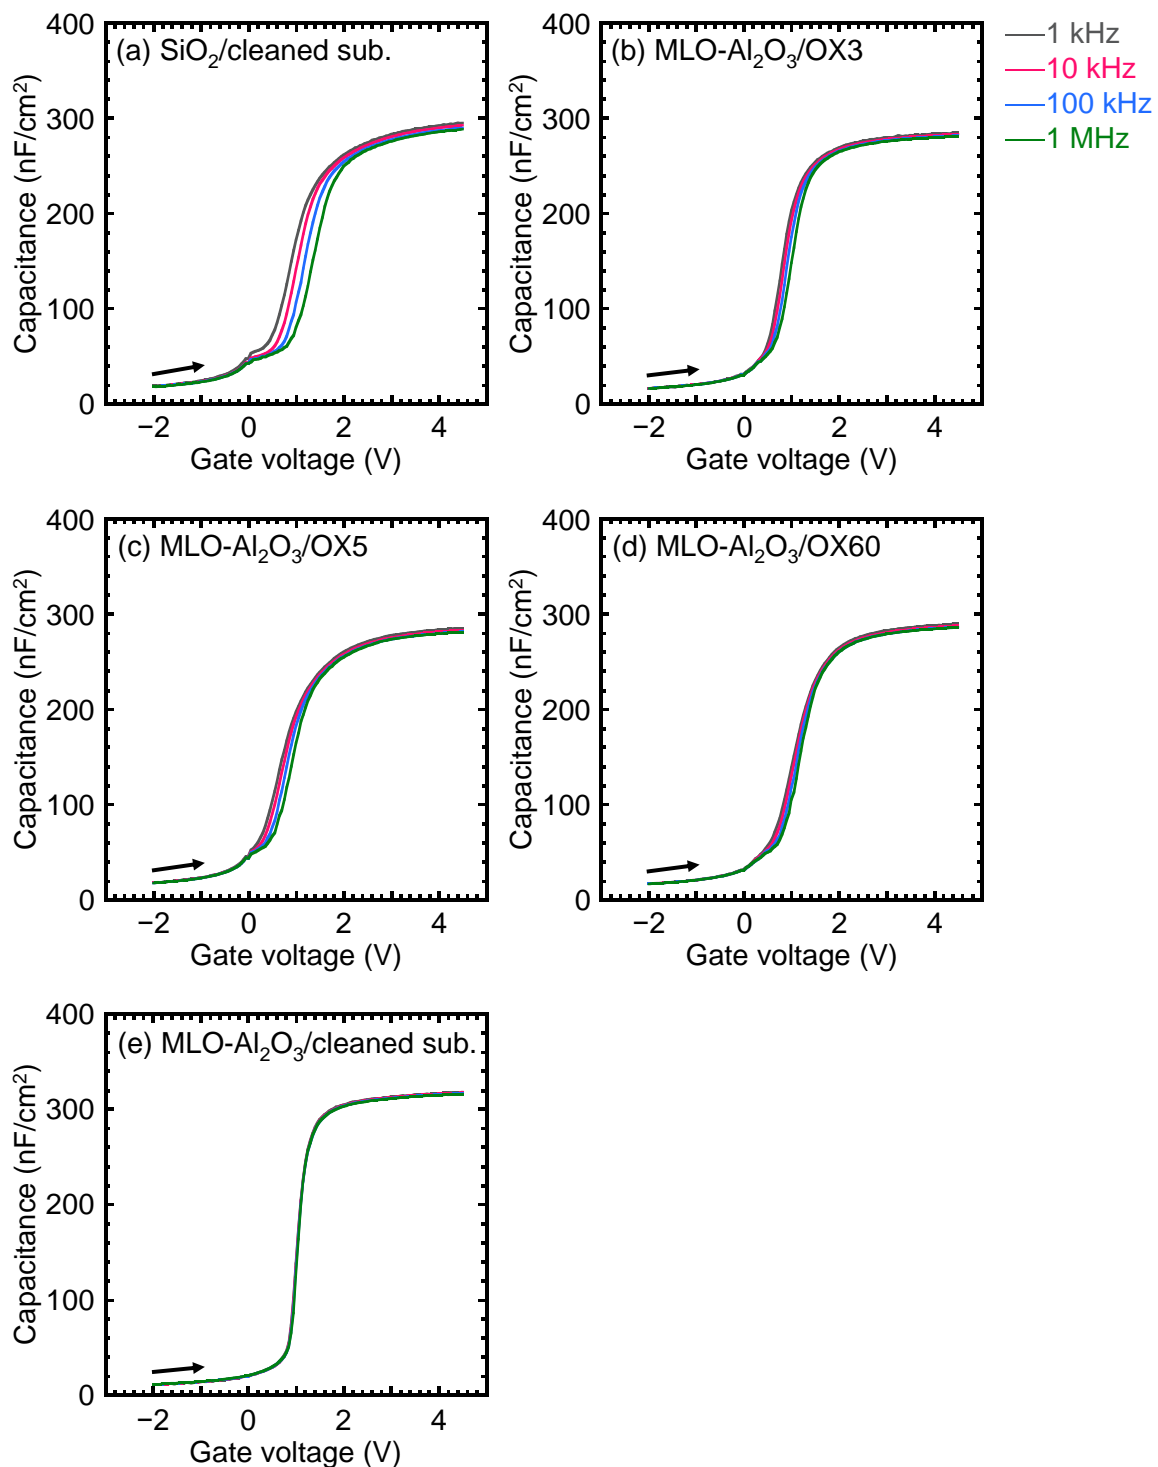 (a) SiO₂/cleaned sub.
400
300
200
100
0
−2 0 2 4
Capacitance (nF/cm²)
Gate voltage (V)
(b) MLO-Al₂O₃/OX3
400
300
200
100
0
−2 0 2 4
Capacitance (nF/cm²)
Gate voltage (V)
1 kHz
10 kHz
100 kHz
1 MHz
(c) MLO-Al₂O₃/OX5
400
300
200
100
0
−2 0 2 4
Capacitance (nF/cm²)
Gate voltage (V)
(d) MLO-Al₂O₃/OX60
400
300
200
100
0
−2 0 2 4
Capacitance (nF/cm²)
Gate voltage (V)
(e) MLO-Al₂O₃/cleaned sub.
400
300
200
100
0
−2 0 2 4
Capacitance (nF/cm²)
Gate voltage (V)